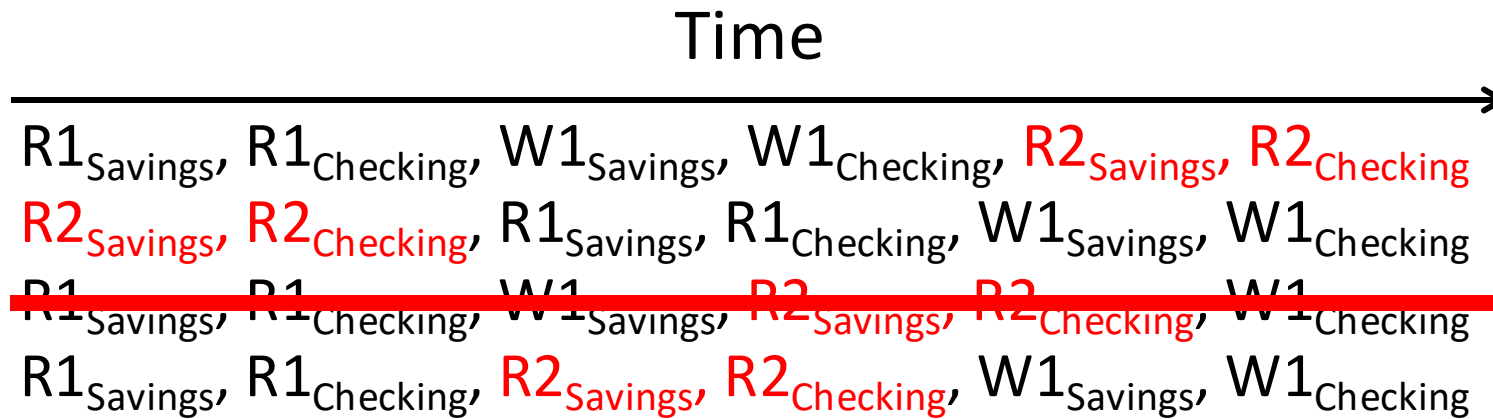 Time
R1Savings, R1Checking, W1Savings, W1Checking, R2Savings, R2Checking
R2Savings, R2Checking, R1Savings, R1Checking, W1Savings, W1Checking
R1Savings, R1Checking, W1Savings, R2Savings, R2Checking, W1Checking
R1Savings, R1Checking, R2Savings, R2Checking, W1Savings, W1Checking